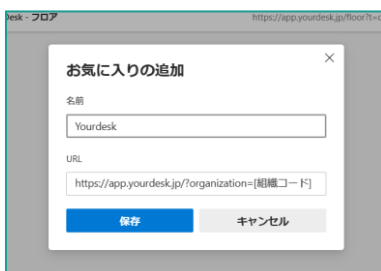 Desk - フロア
https://app.yourdesk.jp/floor?t=
お気に入りの追加
名前
Yourdesk
URL
https://app.yourdesk.jp/?organization=[組織コード]
保存
キャンセル